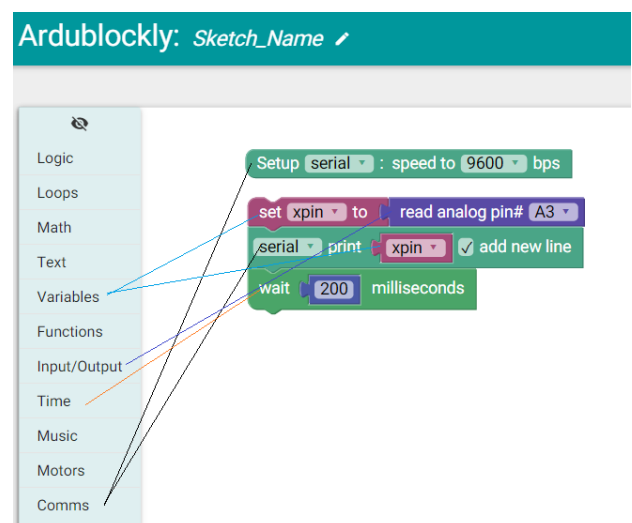 Ardublockly: Sketch_Name
Logic
Loops
Math
Text
Variables
Functions
Input/Output
Time
Music
Motors
Comms
Setup serial : speed to 9600 bps
set xpin to read analog pin# A3
serial print xpin add new line
wait 200 milliseconds